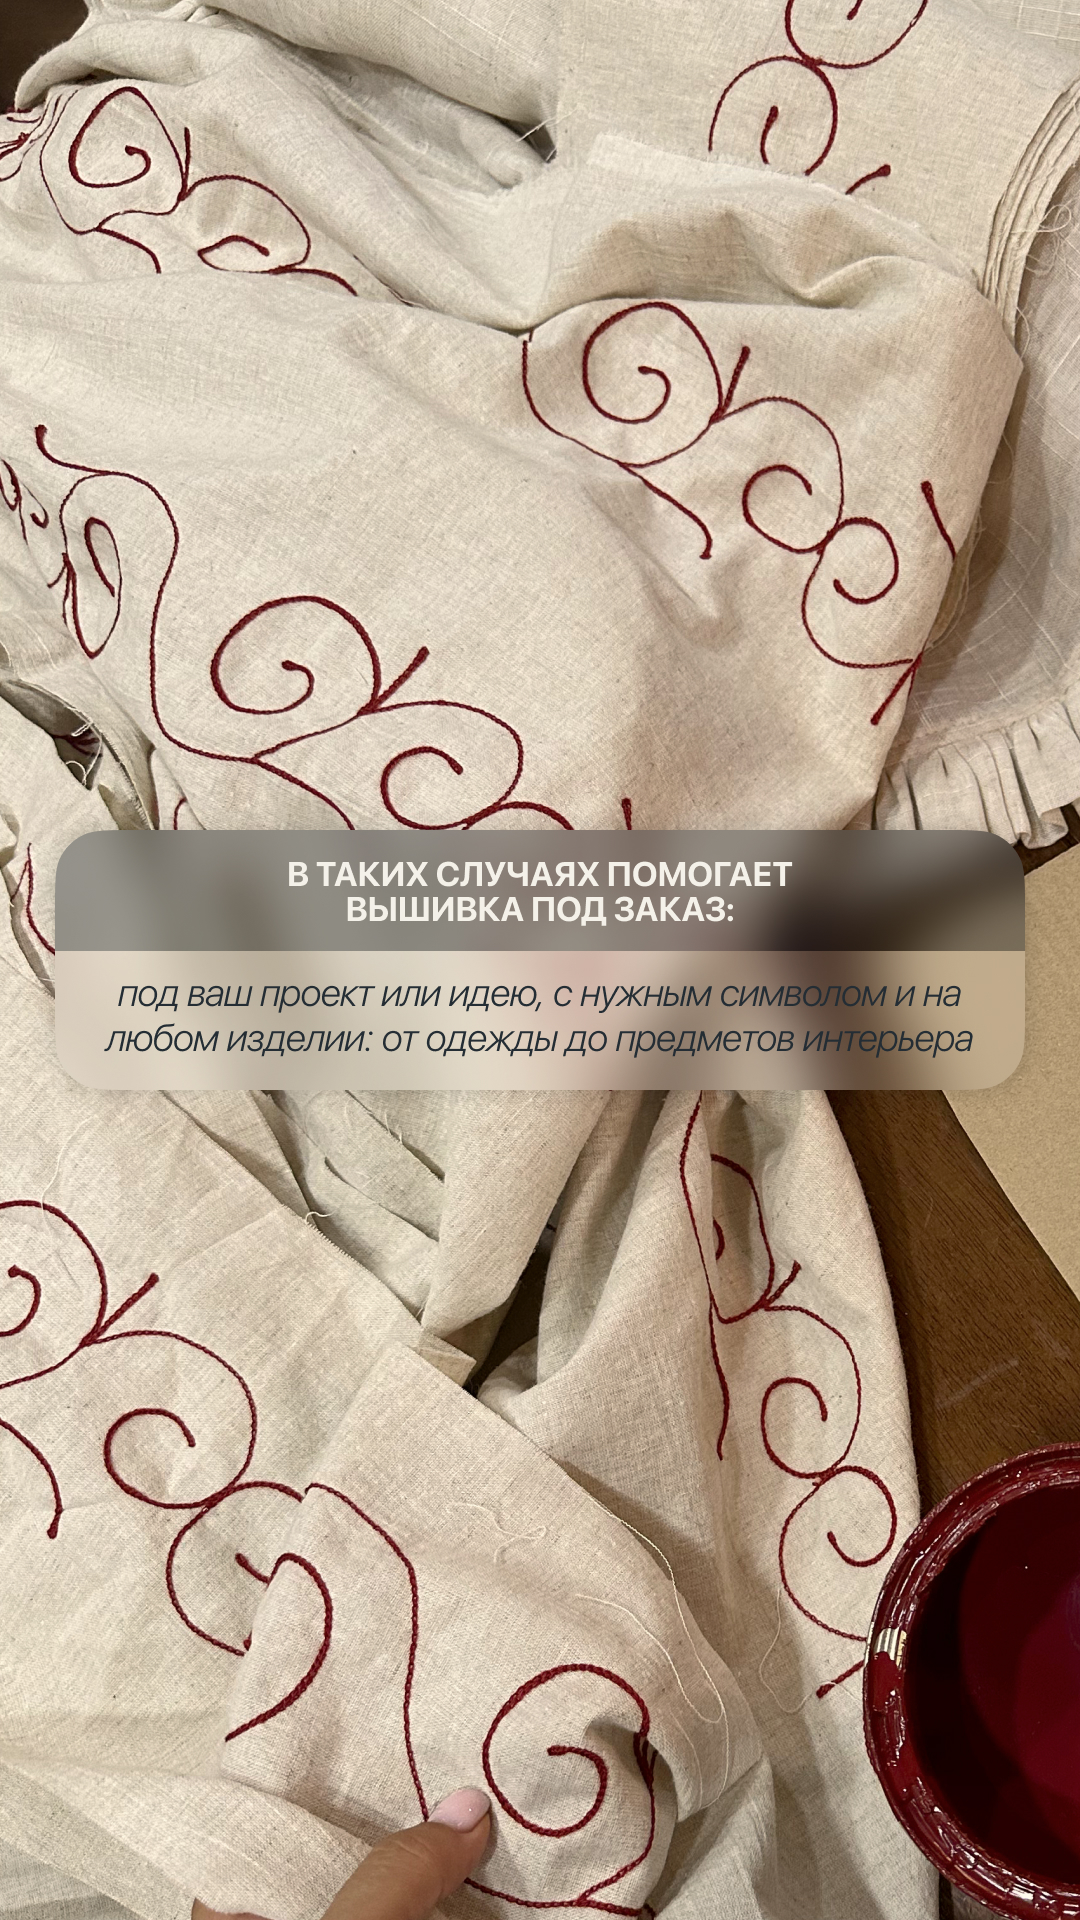 В ТАКИХ СЛУЧАЯХ ПОМОГАЕТ
ВЫШИВКА ПОД ЗАКАЗ:
под ваш проект или идею, с нужным символом и на
любом изделии: от одежды до предметов интерьера